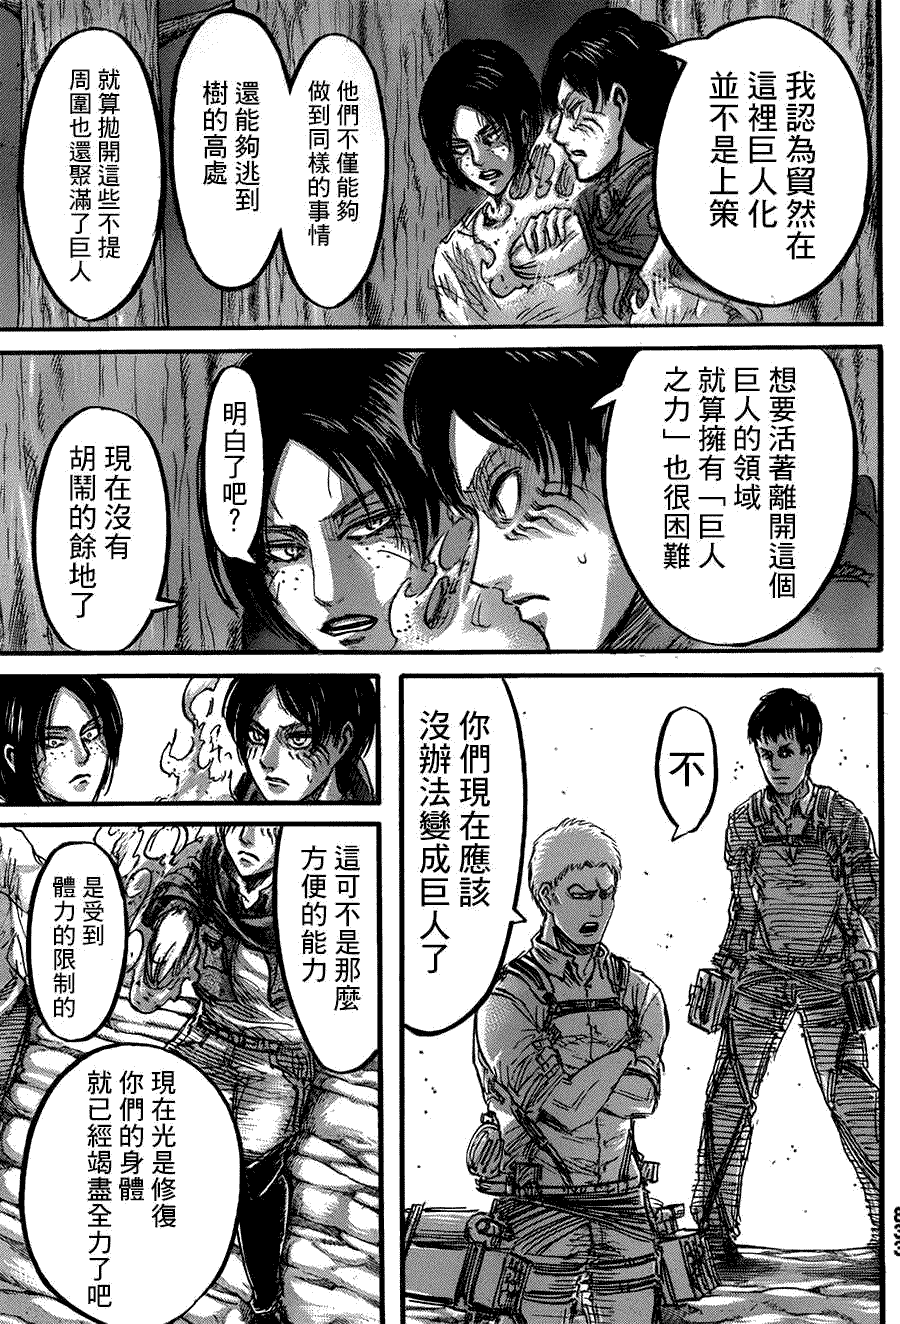 我認為貿然在
這裡巨人化
並不是上策
他們不僅能夠
做到同樣的事情
還能夠逃到
樹的高處
就算拋開這些不提
周圍也還聚滿了巨人
想要活著離開這個
巨人的領域
就算擁有「巨人
之力」也很困難
明白了吧？
現在沒有
胡鬧的餘地了
不
你們現在應該
沒辦法變成巨人了
這可不是那麼
方便的能力
是受到
體力的限制的
現在光是修復
你們的身體
就已經竭盡全力了吧